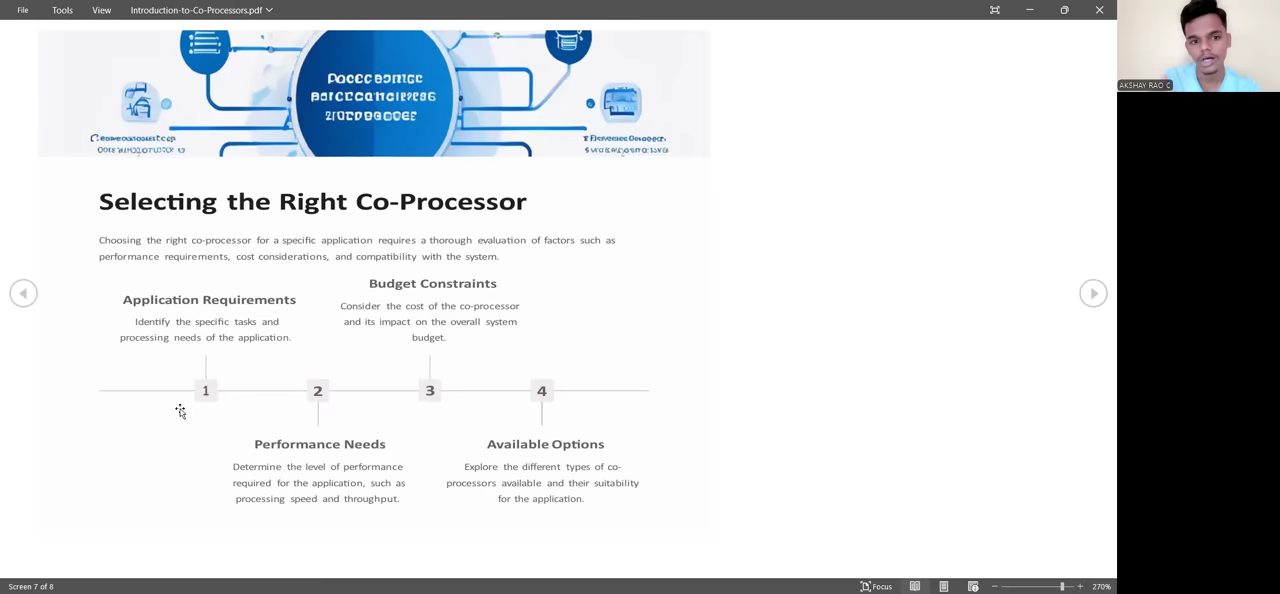 File Tools View Introduction-to-Co-Processors.pdf
AKSHAY RAO C
Selecting the Right Co-Processor
Choosing the right co-processor for a specific application requires a thorough evaluation of factors such as
performance requirements, cost considerations, and compatibility with the system.
Application Requirements
Identify the specific tasks and
processing needs of the application.
Budget Constraints
Consider the cost of the co-processor
and its impact on the overall system
budget.
1 2 3 4
Performance Needs
Determine the level of performance
required for the application, such as
processing speed and throughput.
Available Options
Explore the different types of co-
processors available and their suitability
for the application.
Screen 7 of 8
Focus
270%